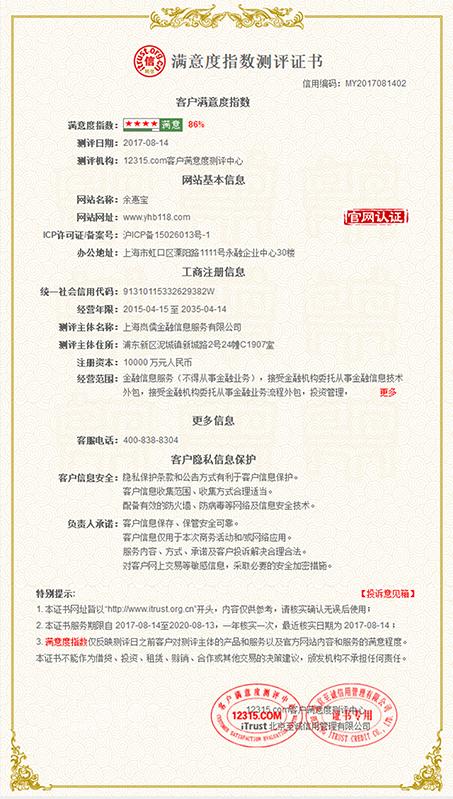 itrust.org.cn
信
满意度指数测评证书
信用编码：MY2017081402
客户满意度指数
满意度指数： ★★★★ 满意 86%
测评日期： 2017-08-14
测评机构： 12315.com客户满意度测评中心
网站基本信息
网站名称： 余惠宝
网站网址： www.yhb118.com
官网认证
ICP许可证/备案号： 沪ICP备15026013号-1
办公地址： 上海市虹口区溧阳路1111号永融企业中心30楼
工商注册信息
统一社会信用代码： 91310115332629382W
经营年限： 2015-04-15 至 2035-04-14
测评主体名称： 上海岚儒金融信息服务有限公司
测评主体住所： 浦东新区泥城镇新城路2号24幢C1907室
注册资本： 10000 万元人民币
经营范围： 金融信息服务（不得从事金融业务），接受金融机构委托从事金融信息技术
外包，接受金融机构委托从事金融业务流程外包，投资管理， 更多
更多信息
客服电话： 400-838-8304
客户隐私信息保护
客户信息安全： 隐私保护条款和公告方式有利于客户信息保护。
客户信息收集范围、收集方式合理适当。
配备有效的防火墙、防病毒等网络及信息安全技术。
负责人承诺： 客户信息保存、保管安全可靠。
客户信息仅用于本次商务活动和/或网络应用。
服务内容、方式、承诺及客户投诉解决合理合法。
对客户网上交易等敏感信息，采取必要的安全加密措施。
特别提示： 【投诉意见箱】
1. 本证书网址皆以“http://www.itrust.org.cn”开头，内容仅供参考，请核实确认无误后使用；
2. 本证书服务期限自 2017-08-14至2020-08-13，一年核实一次，最近核实日期为 2017-08-14；
3. 满意度指数仅反映测评日之前客户对测评主体的产品和服务以及官方网站内容和服务的满意程度。
本证书不能作为借贷、投资、租赁、赊销、合作或其他交易的决策建议，颁发机构不承担任何责任。
客户满意度测评中心
12315.COM
CUSTOMER SATISFACTION EVALUATION
北京至诚信用管理有限公司
证书专用
ITRUST CREDIT CO., LTD.
12315.com客户满意度测评中心
iTrust 北京至诚信用管理有限公司